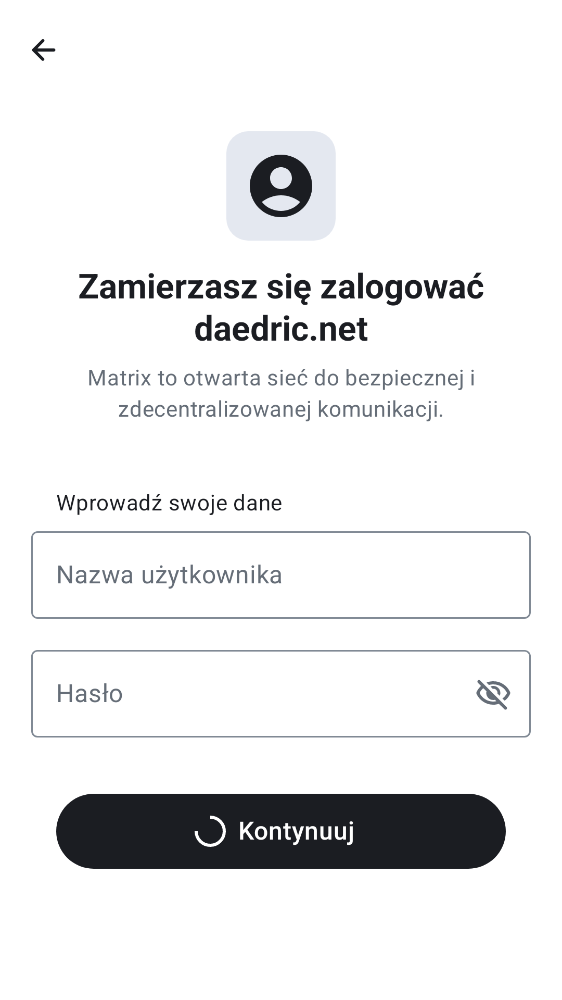 Zamierzasz się zalogować
daedric.net
Matrix to otwarta sieć do bezpiecznej i
zdecentralizowanej komunikacji.
Wprowadź swoje dane
Nazwa użytkownika
Hasło
Kontynuuj